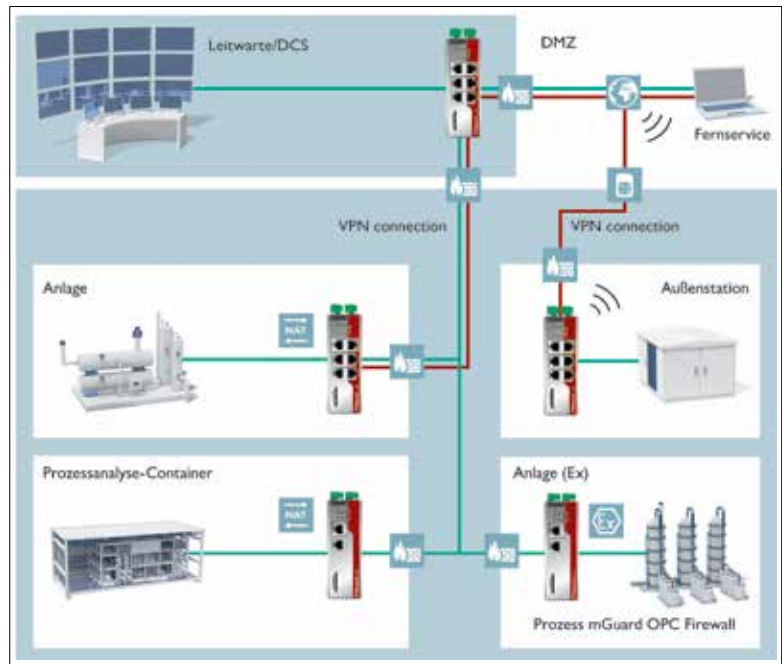 Leitwarte/DCS
DMZ
Fernservice
VPN connection
VPN connection
Anlage
NAT
Außenstation
Prozessanalyse-Container
NAT
Anlage (Ex)
Ex
Prozess mGuard OPC Firewall